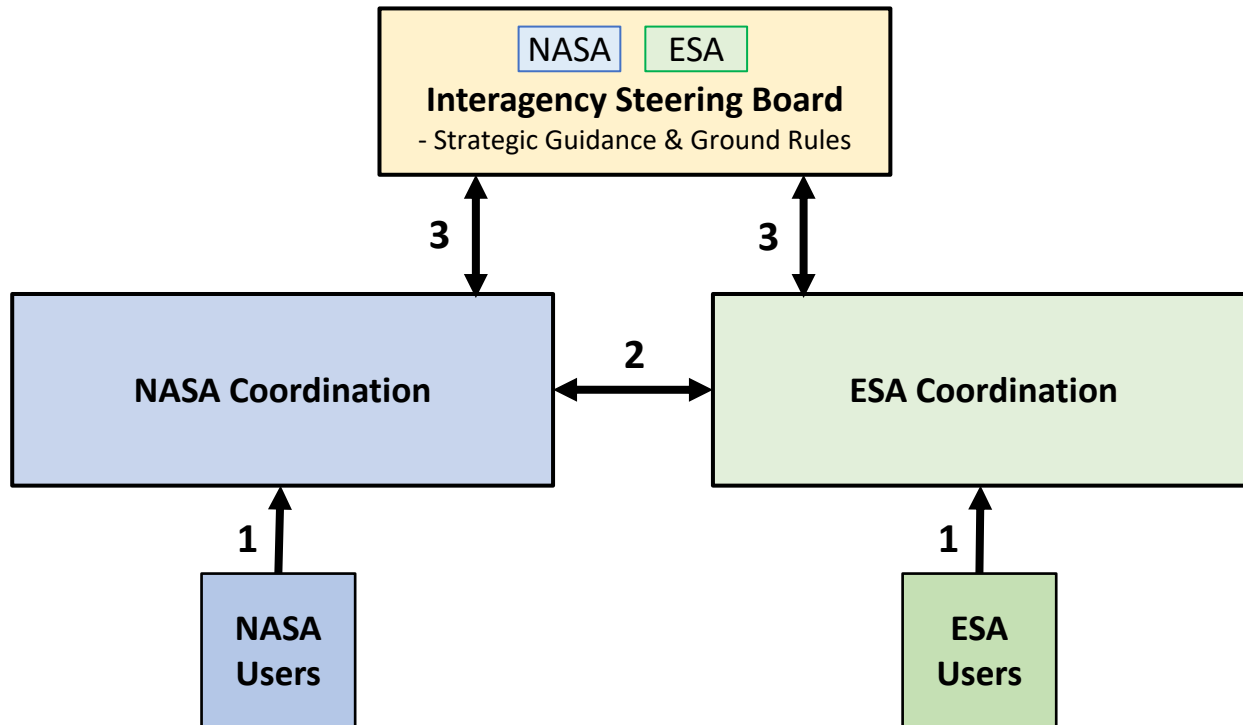 NASA ESA
Interagency Steering Board
- Strategic Guidance & Ground Rules
3 3
NASA Coordination 2 ESA Coordination
1 1
NASA
Users
ESA
Users